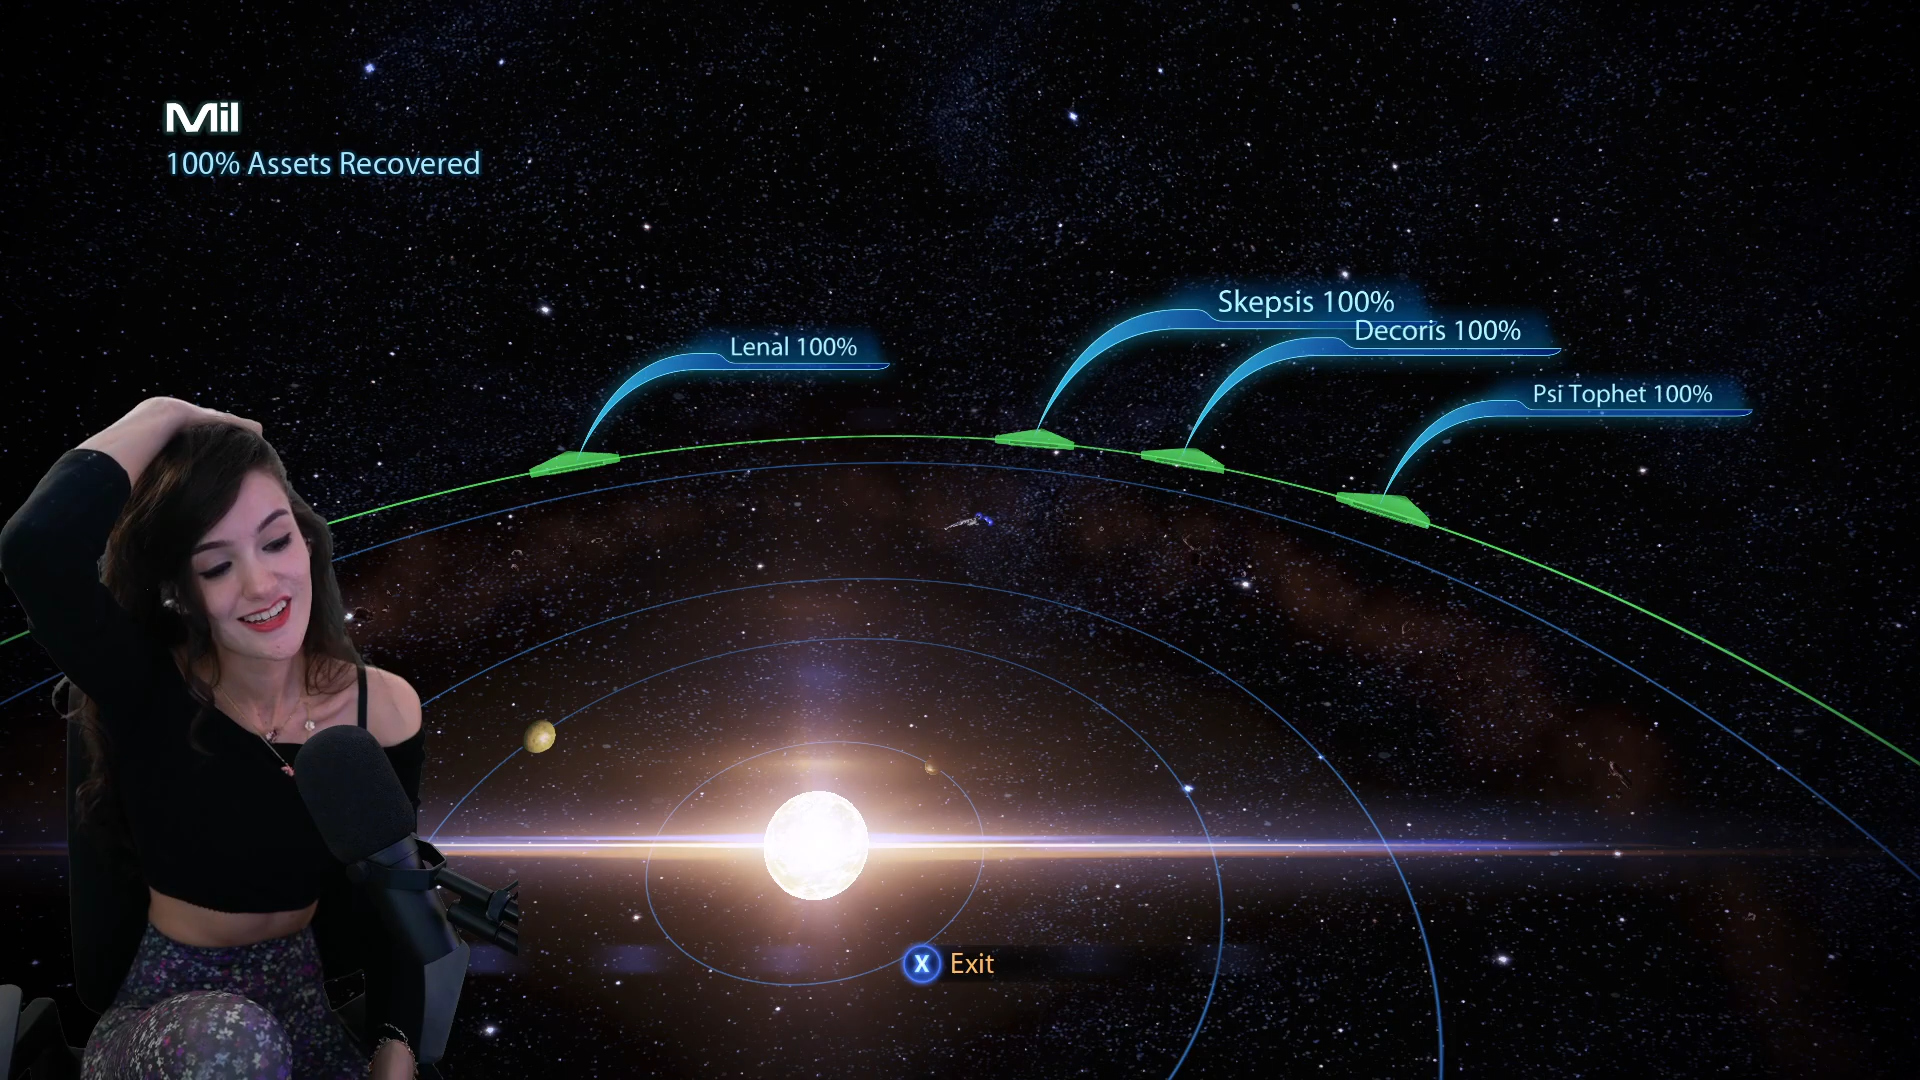 Mil
100% Assets Recovered
Skepsis 100%
Decoris 100%
Lenal 100%
Psi Tophet 100%
X Exit